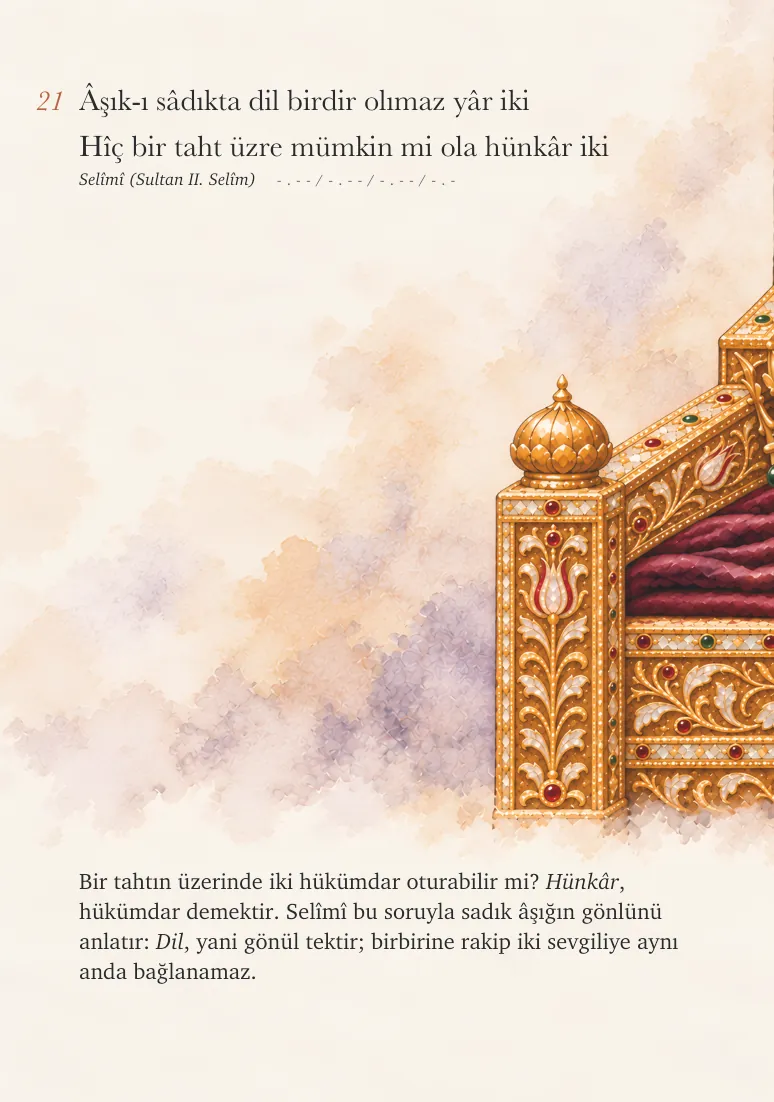 21 Âşık-ı sâdıkta dil birdir olımaz yâr iki
Hîç bir taht üzre mümkin mi ola hünkâr iki
Selîmî (Sultan II. Selîm) - . - - / - . - - / - . - - / - . -
Bir tahtın üzerinde iki hükümdar oturabilir mi? Hünkâr,
hükümdar demektir. Selîmî bu soruyla sadık âşığın gönlünü
anlatır: Dil, yani gönül tektir; birbirine rakip iki sevgiliye aynı
anda bağlanamaz.